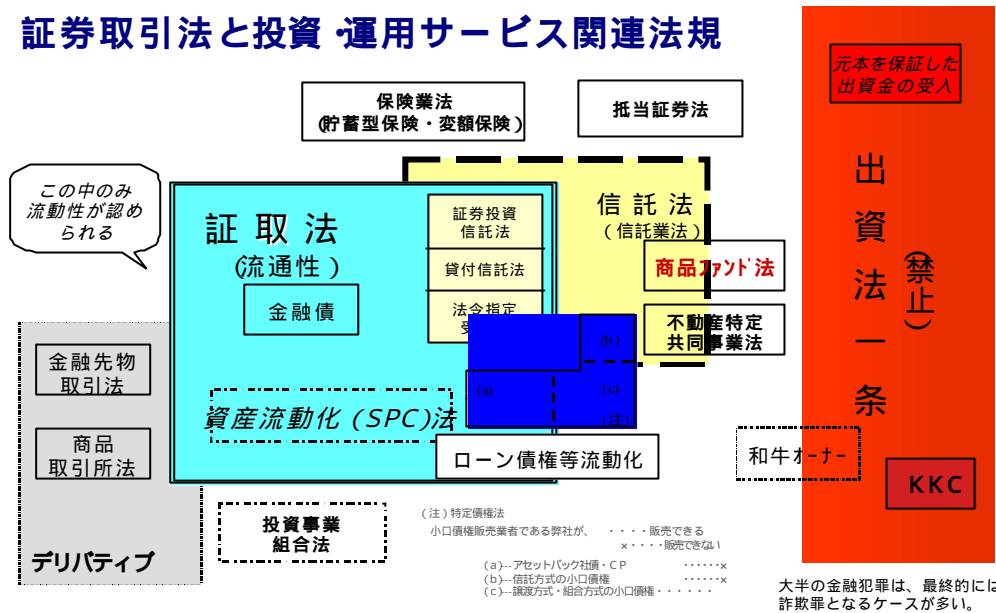 証券取引法と投資・運用サービス関連法規
元本を保証した
出資金の受入
保険業法
(貯蓄型保険・変額保険)
抵当証券法
この中のみ
流動性が認め
られる
証取法
(流通性)
証券投資
信託法
信託法
(信託業法)
出資法一条
(禁止)
貸付信託法
商品ファンド法
金融債
法令指定
不動産特定
共同事業法
(b)
金融先物
取引法
(a)
(c)
(注)
資産流動化(SPC)法
商品
取引所法
ローン債権等流動化
和牛オーナー
KKC
投資事業
組合法
デリバティブ
(注)特定債権法
小口債権販売業者である弊社が、 ・・・・販売できる
×・・・・販売できない
(a)--アセットバック社債・CP ・・・・・・×
(b)--信託方式の小口債権 ・・・・・・×
(c)--譲渡方式・組合方式の小口債権・・・・・・
大半の金融犯罪は、最終的には
詐欺罪となるケースが多い。